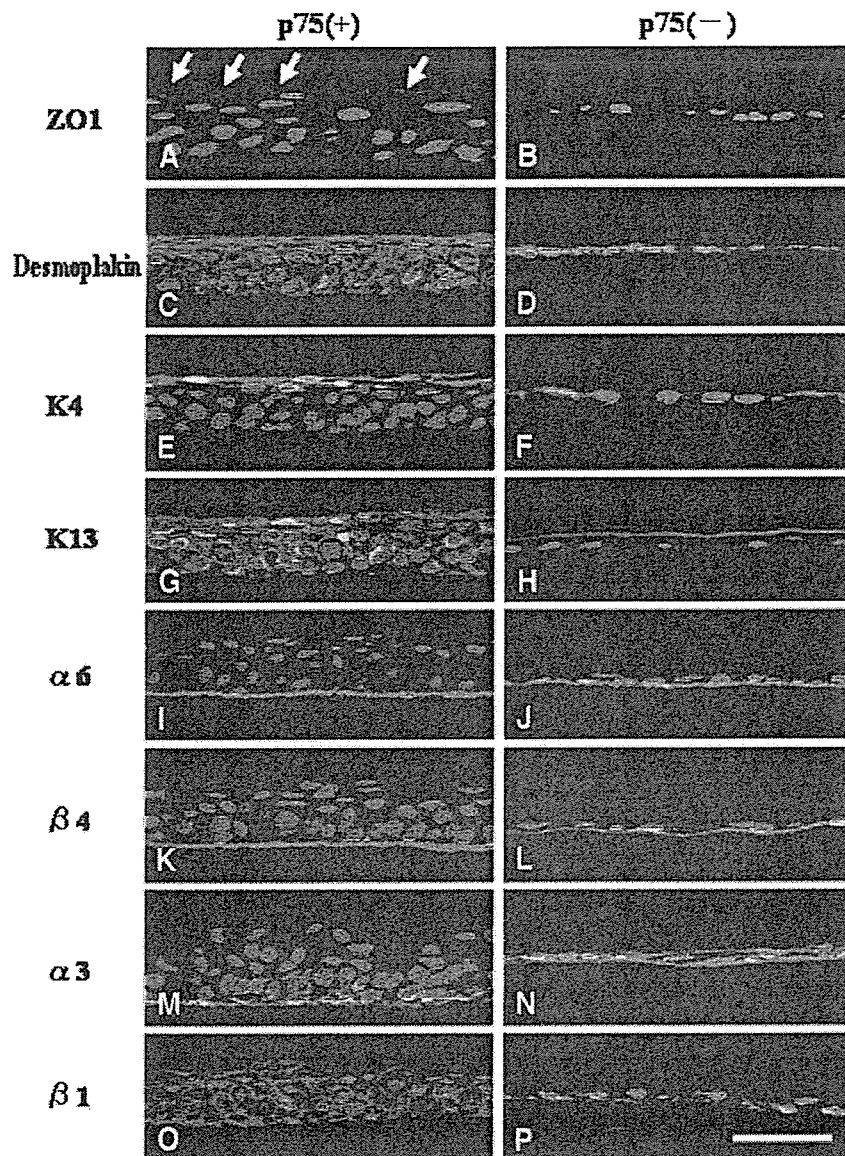 p75(+) p75(−)
ZO1 A B
Desmoplakin C D
K4 E F
K13 G H
α6 I J
β4 K L
α3 M N
β1 O P